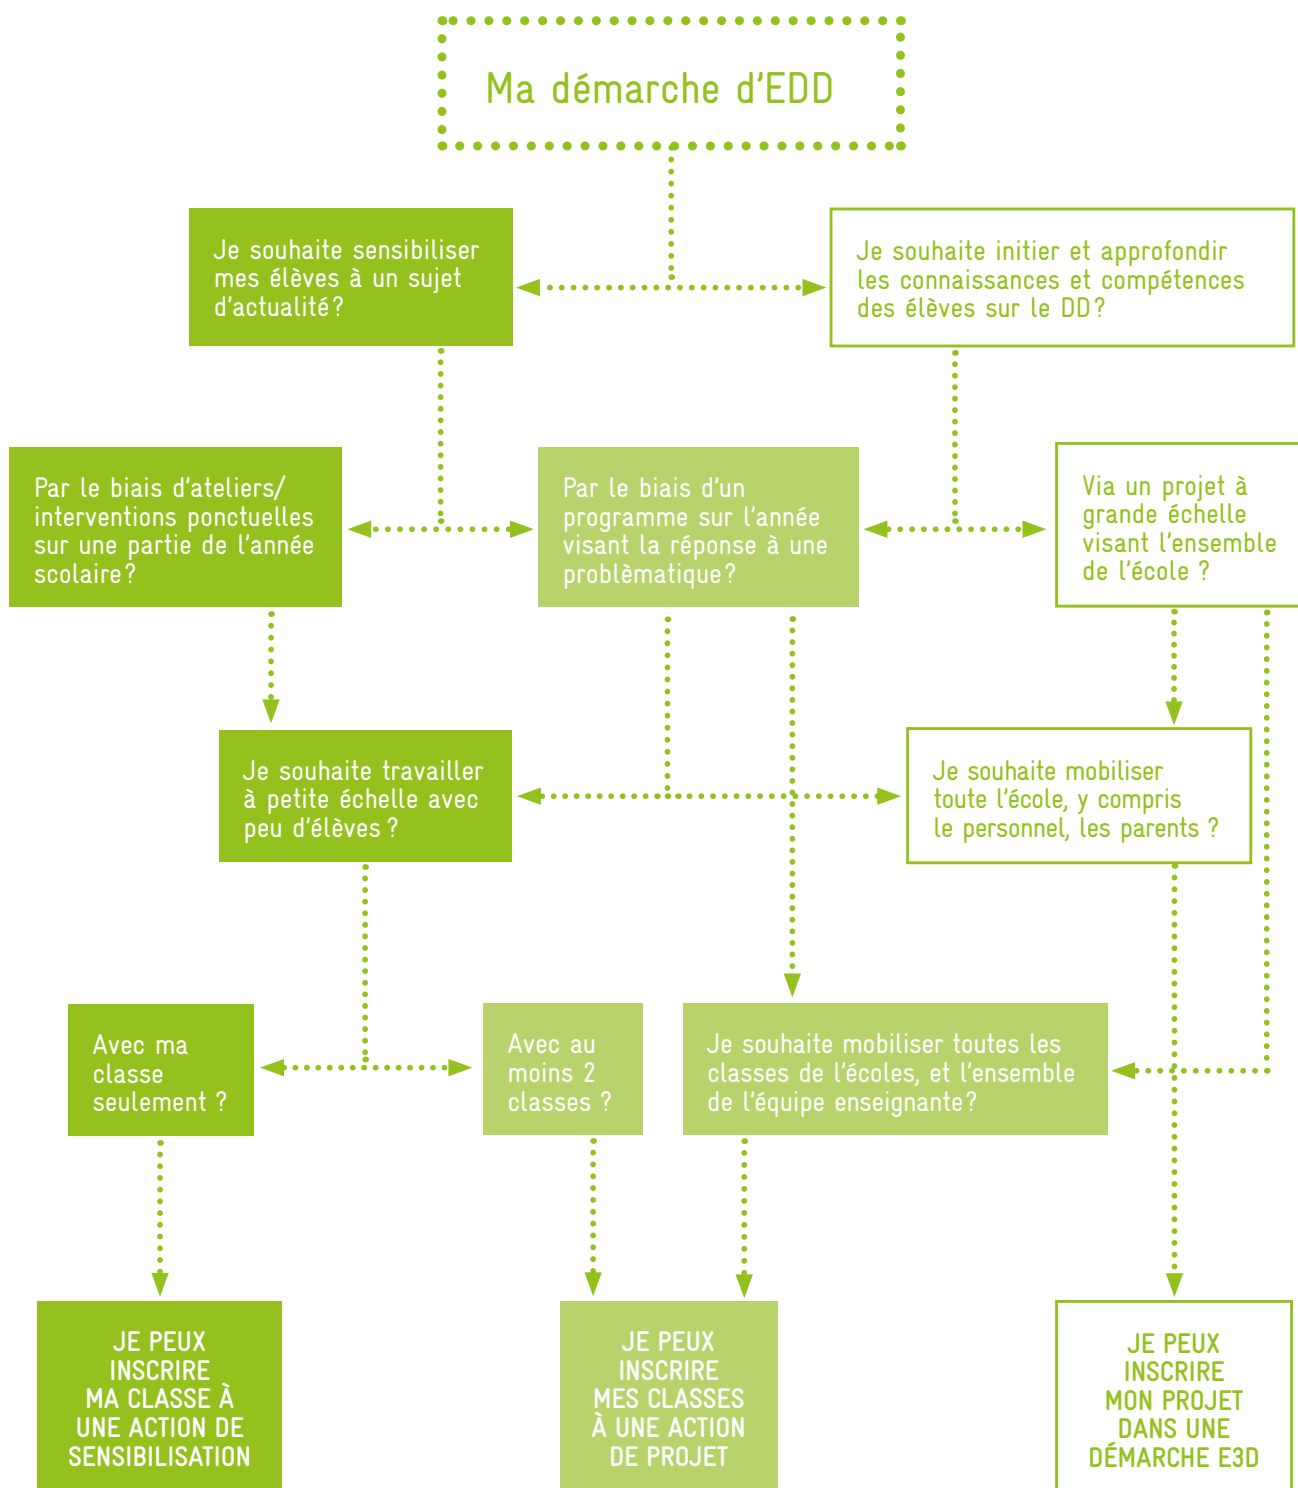 Ma démarche d'EDD
Je souhaite sensibiliser
mes élèves à un sujet
d'actualité?
Je souhaite initier et approfondir
les connaissances et compétences
des élèves sur le DD?
Par le biais d'ateliers/
interventions ponctuelles
sur une partie de l'année
scolaire?
Par le biais d'un
programme sur l'année
visant la réponse à une
problèmatique?
Via un projet à
grande échelle
visant l'ensemble
de l'école ?
Je souhaite travailler
à petite échelle avec
peu d'élèves ?
Je souhaite mobiliser
toute l'école, y compris
le personnel, les parents ?
Avec ma
classe
seulement ?
Avec au
moins 2
classes ?
Je souhaite mobiliser toutes les
classes de l'écoles, et l'ensemble
de l'équipe enseignante?
JE PEUX
INSCRIRE
MA CLASSE À
UNE ACTION DE
SENSIBILISATION
JE PEUX
INSCRIRE
MES CLASSES
À UNE ACTION
DE PROJET
JE PEUX
INSCRIRE
MON PROJET
DANS UNE
DÉMARCHE E3D